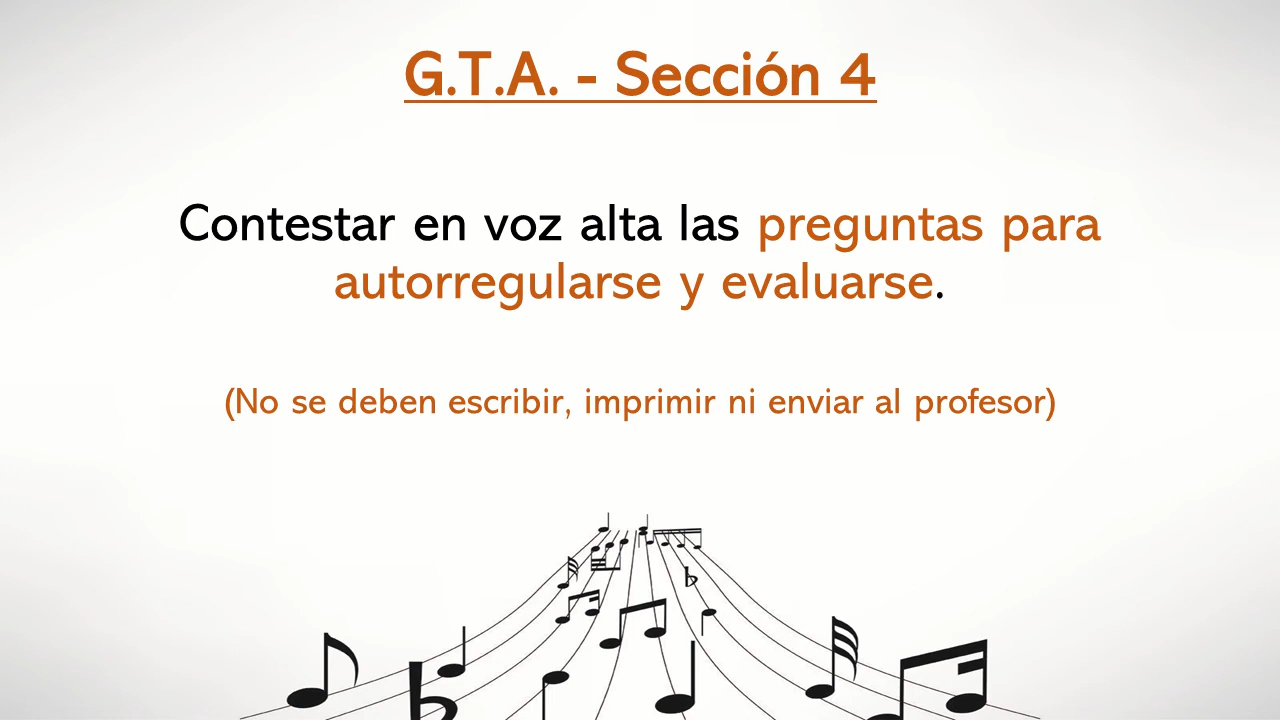 G.T.A. - Sección 4
Contestar en voz alta las preguntas para
autorregularse y evaluarse.
(No se deben escribir, imprimir ni enviar al profesor)